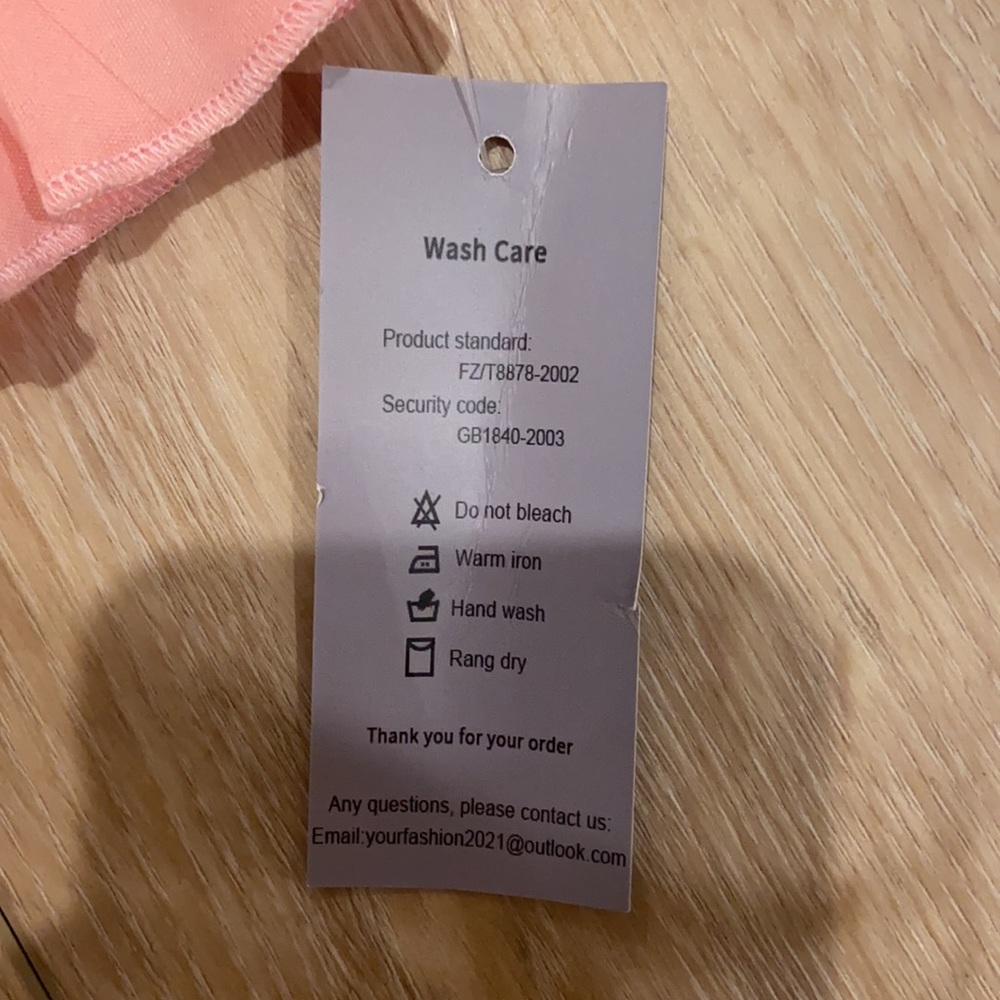 Wash Care
Product standard:
FZ/T8878-2002
Security code:
GB1840-2003
Do not bleach
Warm iron
Hand wash
Rang dry
Thank you for your order
Any questions, please contact us:
Email:yourfashion2021@outlook.com